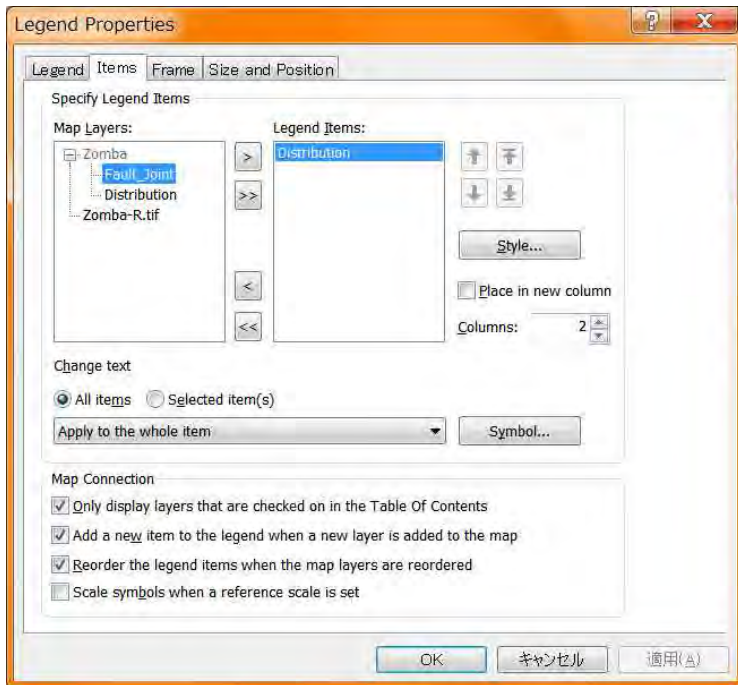 Legend Properties
Legend Items Frame Size and Position
Specify Legend Items
Map Layers:
Zomba
Fault_Joint
Distribution
Zomba-R.tif
>
>>
<
<<
Legend Items:
Distribution
Style...
Place in new column
Columns: 2
Change text
All items Selected item(s)
Apply to the whole item
Symbol...
Map Connection
Only display layers that are checked on in the Table Of Contents
Add a new item to the legend when a new layer is added to the map
Reorder the legend items when the map layers are reordered
Scale symbols when a reference scale is set
OK キャンセル 適用(A)